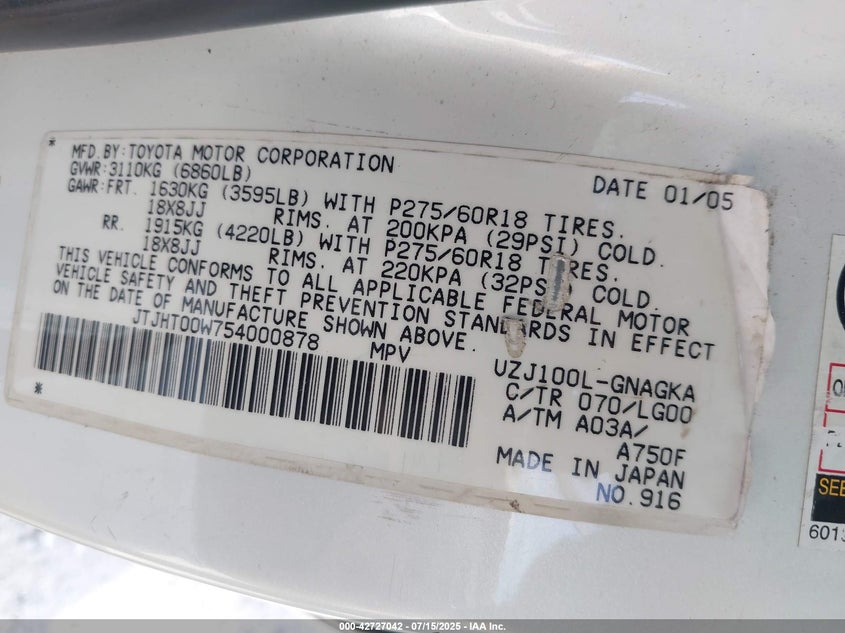 MFD.BY:TOYOTA MOTOR CORPORATION DATE 01/05
GVWR:3110KG (6860LB)
GAWR:FRT. 1630KG (3595LB) WITH P275/60R18 TIRES.
18X8JJ RIMS. AT 200KPA (29PSI) COLD.
RR. 1915KG (4220LB) WITH P275/60R18 TIRES.
18X8JJ RIMS. AT 220KPA (32PSI) COLD.
THIS VEHICLE CONFORMS TO ALL APPLICABLE FEDERAL MOTOR
VEHICLE SAFETY AND THEFT PREVENTION STANDARDS IN EFFECT
ON THE DATE OF MANUFACTURE SHOWN ABOVE.
JTJHT00W754000878 MPV
UZJ100L-GNAGKA
C/TR 070/LG00
A/TM A03A/
A750F
MADE IN JAPAN
NO.916
SEE
6013
000-42727042 / 07/15/2025 - IAA Inc.